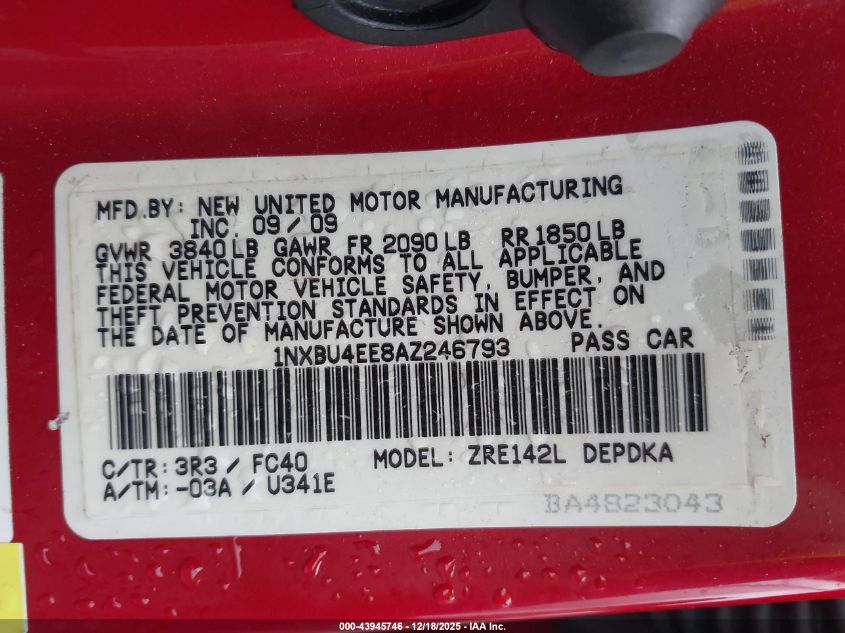 MFD.BY: NEW UNITED MOTOR MANUFACTURING
INC. 09/09
GVWR 3840LB GAWR FR 2090LB RR1850LB
THIS VEHICLE CONFORMS TO ALL APPLICABLE
FEDERAL MOTOR VEHICLE SAFETY, BUMPER, AND
THEFT PREVENTION STANDARDS IN EFFECT ON
THE DATE OF MANUFACTURE SHOWN ABOVE.
1NXBU4EE8AZ246793 PASS CAR
C/TR: 3R3 / FC40 MODEL: ZRE142L DEPDKA
A/TM: -03A / U341E
BA4823043
000-43945746 - 12/18/2025 - IAA Inc.